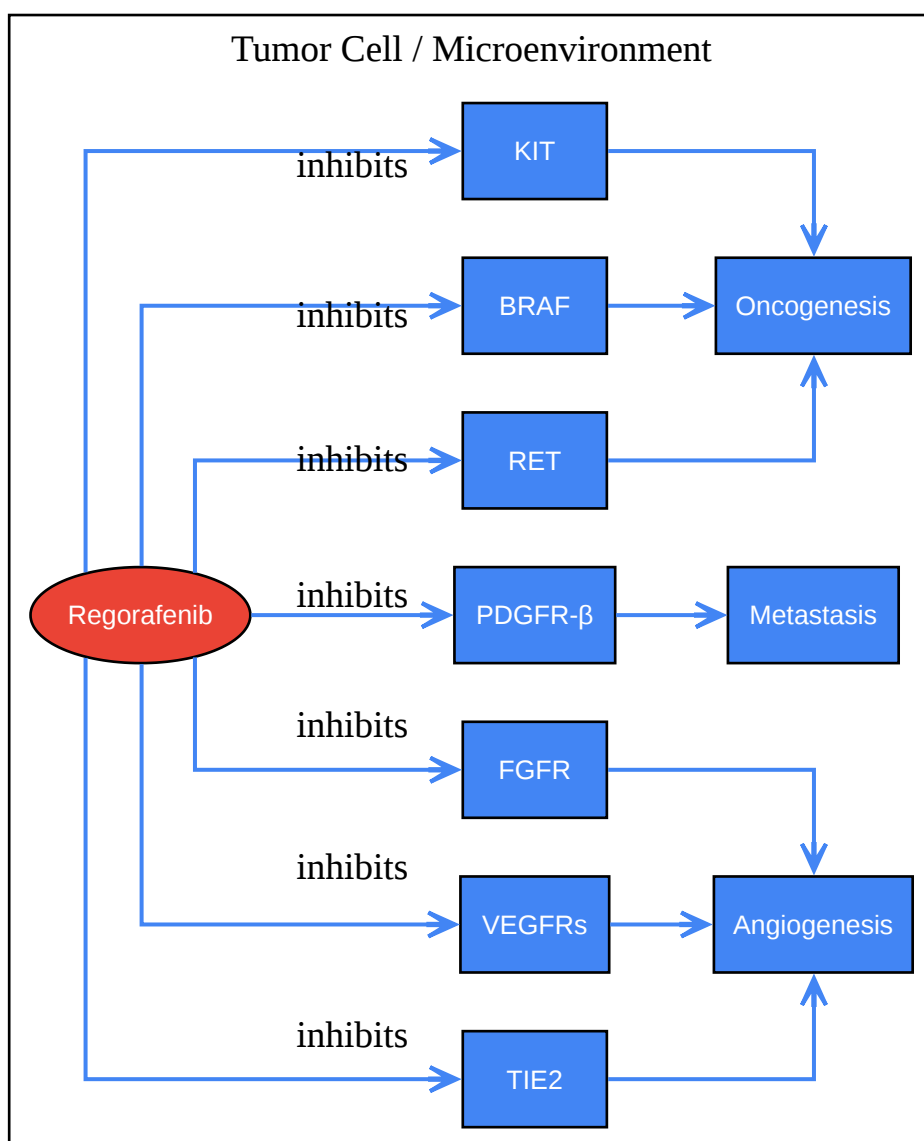 Tumor Cell / Microenvironment
KIT
inhibits
BRAF
Oncogenesis
inhibits
RET
inhibits
inhibits
Regorafenib
PDGFR-β
Metastasis
inhibits
FGFR
inhibits
VEGFRs
Angiogenesis
inhibits
TIE2